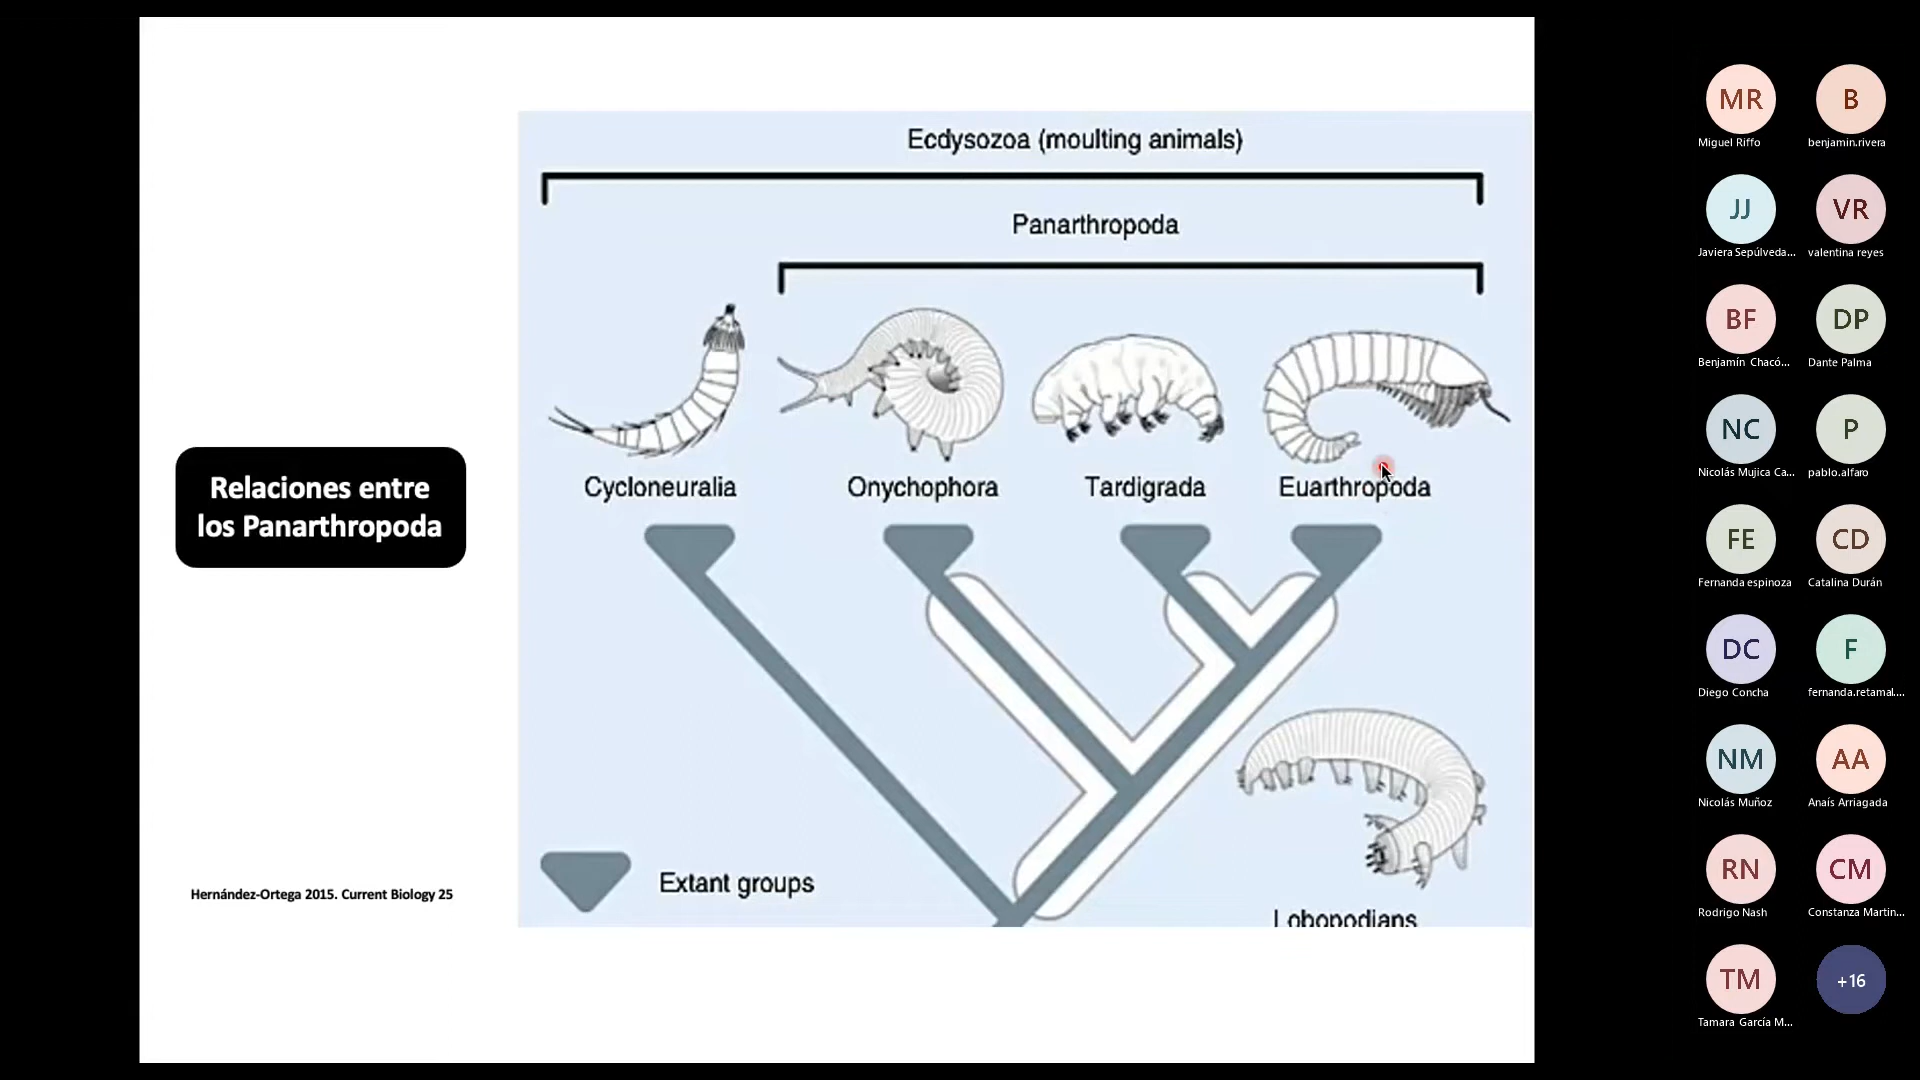 Ecdysozoa (moulting animals)
Panarthropoda
Cycloneuralia
Onychophora
Tardigrada
Euarthropoda
Relaciones entre
los Panarthropoda
Extant groups
Hernández-Ortega 2015. Current Biology 25
Lobopodians
MR
B
Miguel Riffo
benjamin.rivera
JJ
VR
Javiera Sepúlveda...
valentina reyes
BF
DP
Benjamín Chacó...
Dante Palma
NC
P
Nicolás Mujica Ca...
pablo.alfaro
FE
CD
Fernanda espinoza
Catalina Durán
DC
F
Diego Concha
fernanda.retamal....
NM
AA
Nicolás Muñoz
Anaís Arriagada
RN
CM
Rodrigo Nash
Constanza Martin...
TM
+16
Tamara García M...